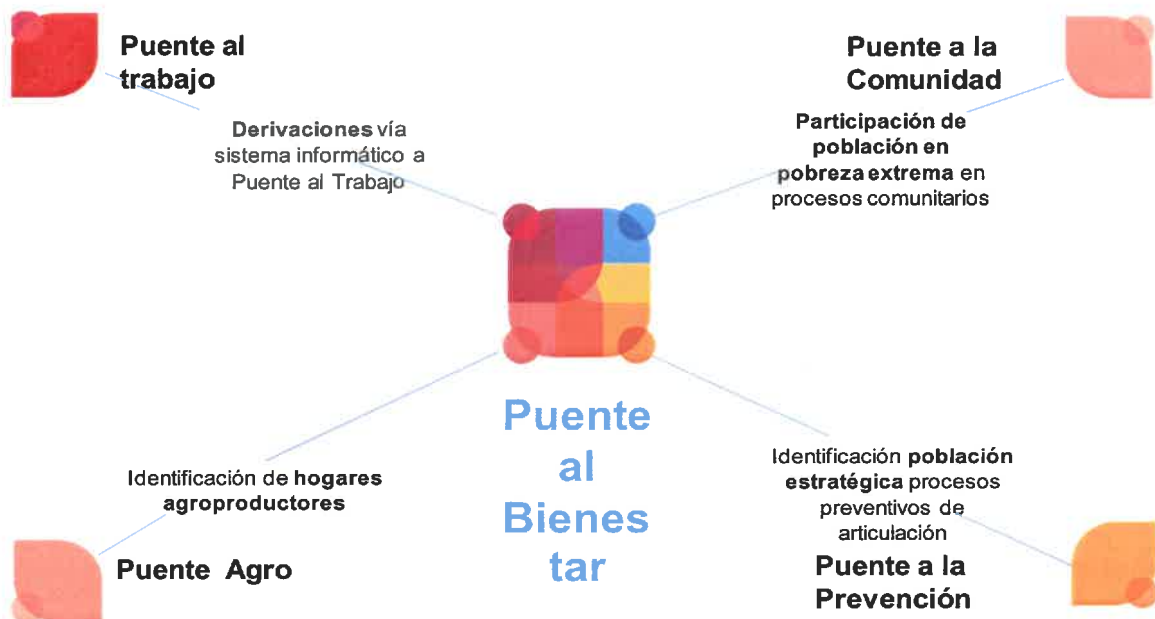 Puente al
trabajo
Derivaciones vía
sistema informático a
Puente al Trabajo
Puente a la
Comunidad
Participación de
población en
pobreza extrema en
procesos comunitarios
Puente
al
Bienes
tar
Identificación de hogares
agroproductores
Puente Agro
Identificación población
estratégica procesos
preventivos de
articulación
Puente a la
Prevención